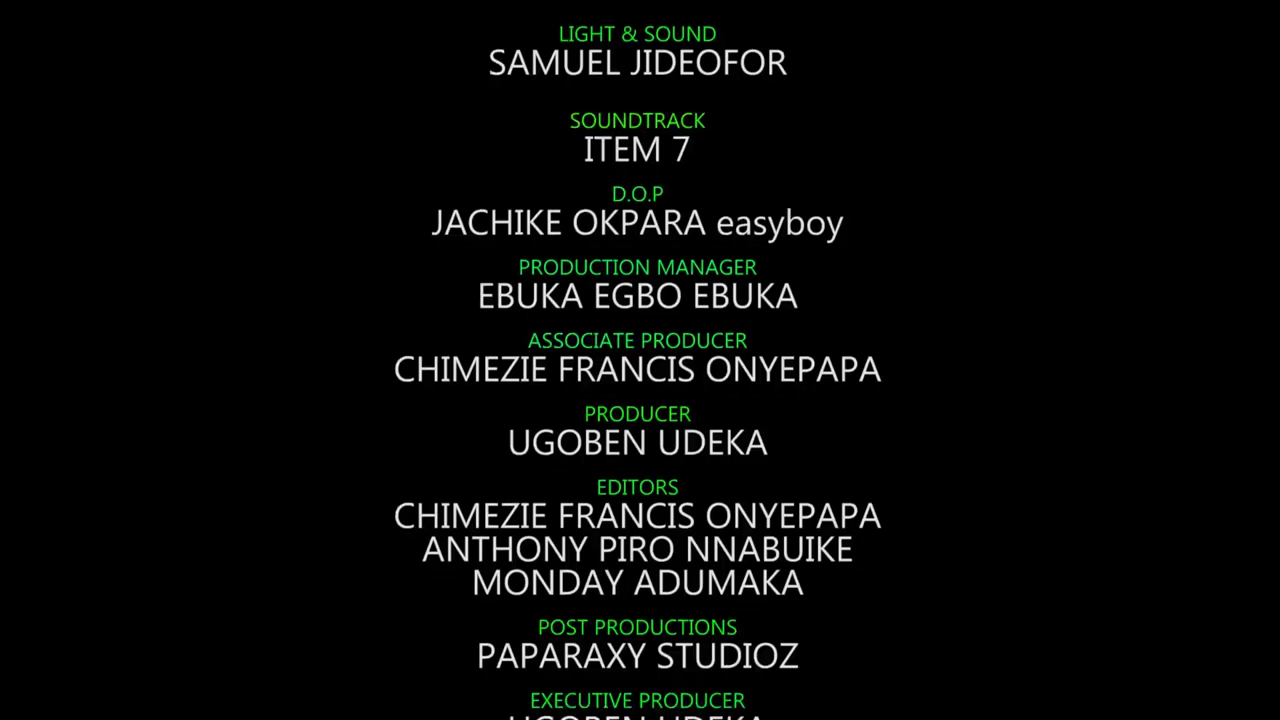 LIGHT & SOUND
SAMUEL JIDEOFOR
SOUNDTRACK
ITEM 7
D.O.P
JACHIKE OKPARA easyboy
PRODUCTION MANAGER
EBUKA EGBO EBUKA
ASSOCIATE PRODUCER
CHIMEZIE FRANCIS ONYEPAPA
PRODUCER
UGOBEN UDEKA
EDITORS
CHIMEZIE FRANCIS ONYEPAPA
ANTHONY PIRO NNABUIKE
MONDAY ADUMAKA
POST PRODUCTIONS
PAPARAXY STUDIOZ
EXECUTIVE PRODUCER
UGOBEN UDEKA